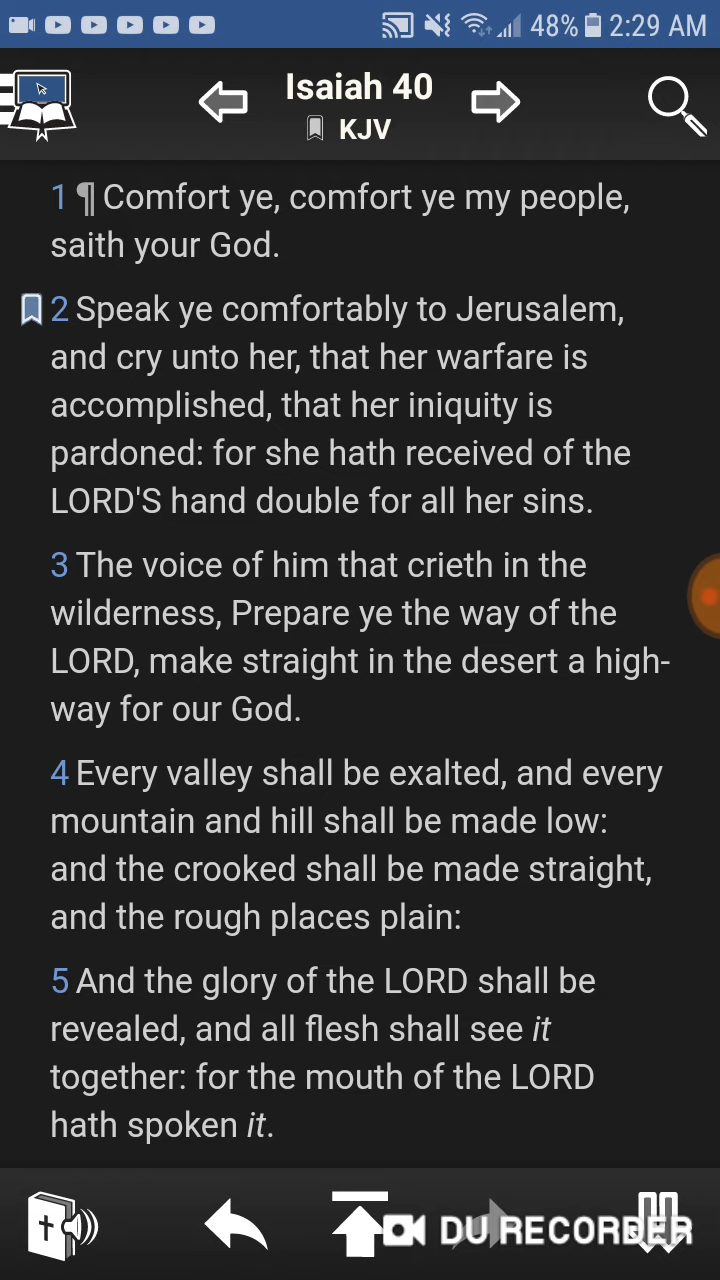 48% 2:29 AM
Isaiah 40
KJV
1 ¶ Comfort ye, comfort ye my people,
saith your God.
2 Speak ye comfortably to Jerusalem,
and cry unto her, that her warfare is
accomplished, that her iniquity is
pardoned: for she hath received of the
LORD'S hand double for all her sins.
3 The voice of him that crieth in the
wilderness, Prepare ye the way of the
LORD, make straight in the desert a high-
way for our God.
4 Every valley shall be exalted, and every
mountain and hill shall be made low:
and the crooked shall be made straight,
and the rough places plain:
5 And the glory of the LORD shall be
revealed, and all flesh shall see it
together: for the mouth of the LORD
hath spoken it.
DU RECORDER